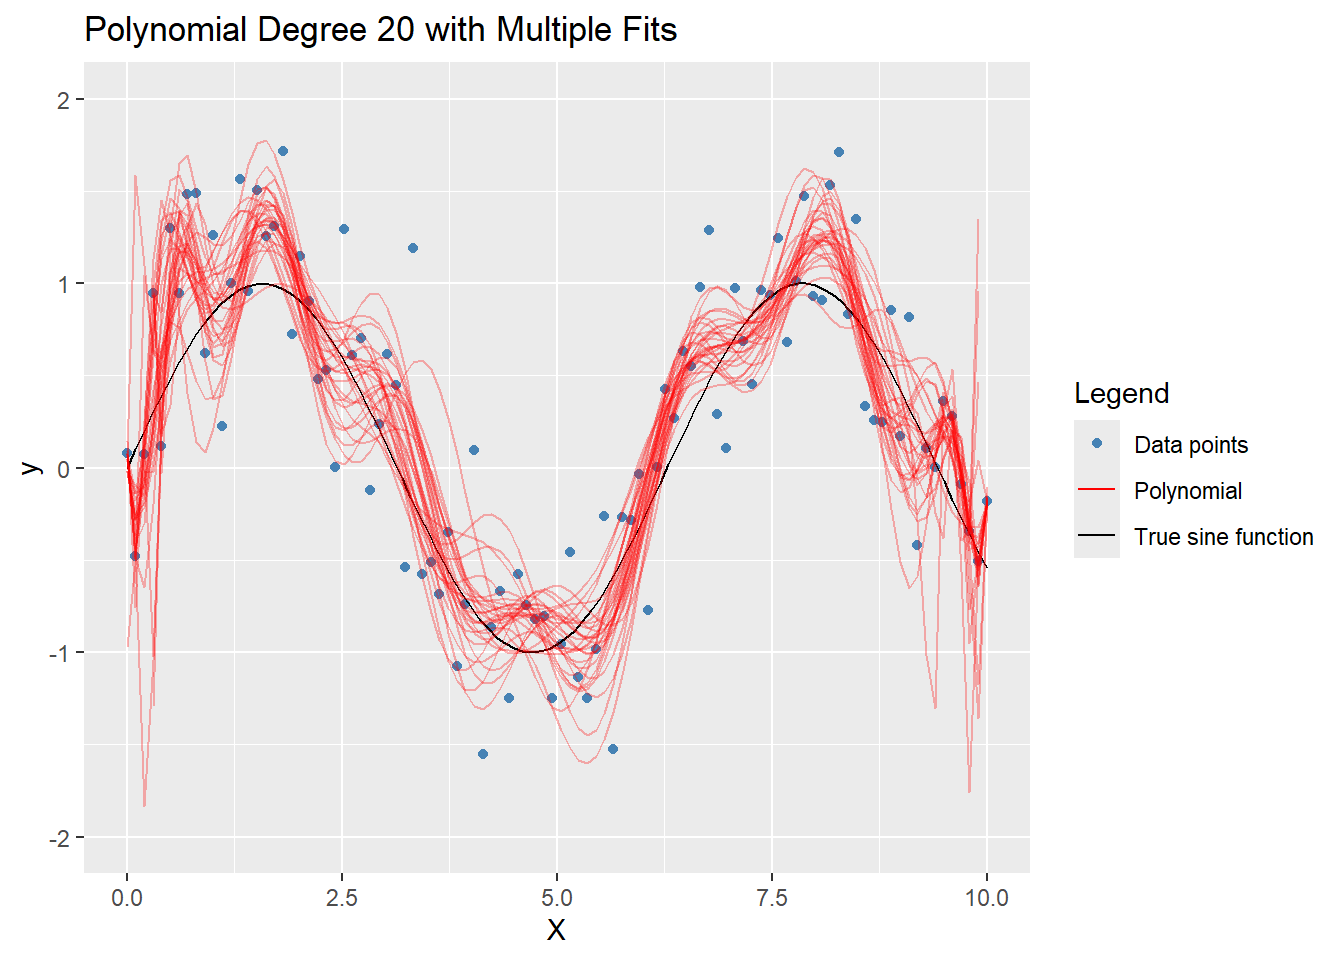 Polynomial Degree 20 with Multiple Fits
2
1
0
-1
-2
y
0.0 2.5 5.0 7.5 10.0
X
Legend
Data points
Polynomial
True sine function